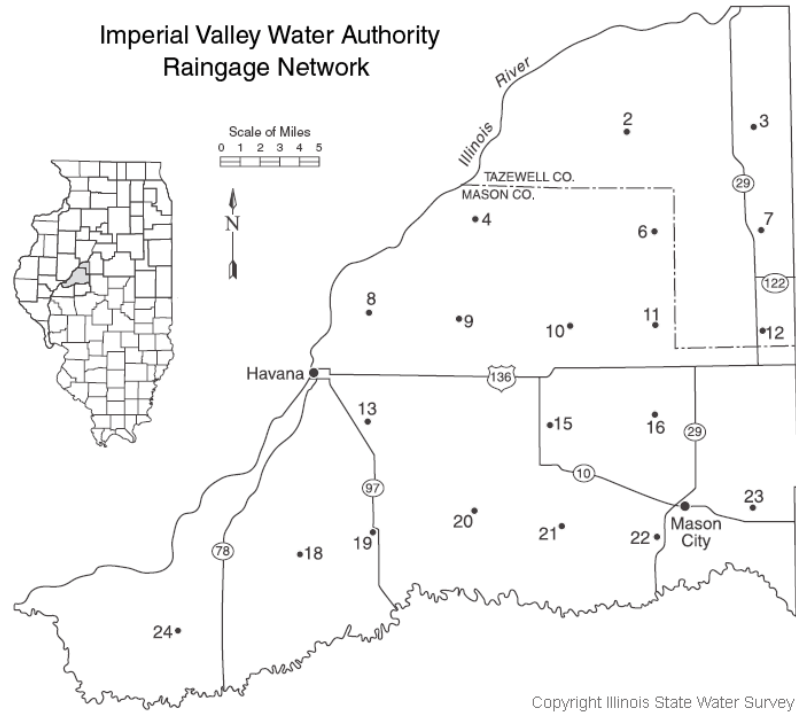 Imperial Valley Water Authority
Raingage Network
Scale of Miles
0 1 2 3 4 5
N
Illinois River
2
3
TAZEWELL CO.
MASON CO.
29
4
6
7
122
8
9
10
11
12
Havana
136
13
15
16
29
10
97
23
20
21
22
Mason
City
19
18
78
24
Copyright Illinois State Water Survey